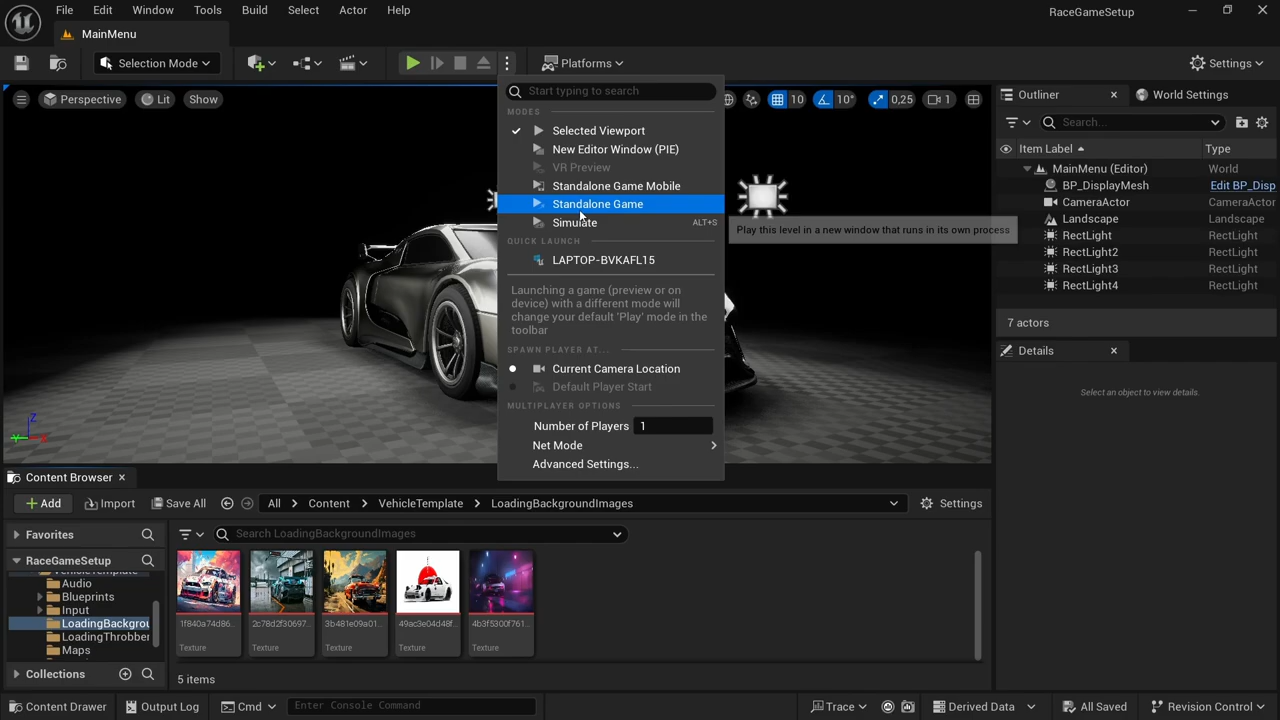 File Edit Window Tools Build Select Actor Help
RaceGameSetup
MainMenu
Selection Mode
Platforms
Settings
Perspective
Lit
Show
10
10°
0,25
1
Start typing to search
MODES
Selected Viewport
New Editor Window (PIE)
VR Preview
Standalone Game Mobile
Standalone Game
Simulate ALT+S
Play this level in a new window that runs in its own process
QUICK LAUNCH
LAPTOP-BVKAFL15
Launching a game (preview or on
device) with a different mode will
change your default 'Play' mode in the
toolbar
SPAWN PLAYER AT...
Current Camera Location
Default Player Start
MULTIPLAYER OPTIONS
Number of Players 1
Net Mode
Advanced Settings...
Outliner
World Settings
Search...
Item Label Type
MainMenu (Editor) World
BP_DisplayMesh Edit BP_Disp
CameraActor CameraActor
Landscape Landscape
RectLight RectLight
RectLight2 RectLight
RectLight3 RectLight
RectLight4 RectLight
7 actors
Details
Select an object to view details.
Z
Y
X
Content Browser
Add Import Save All All Content VehicleTemplate LoadingBackgroundImages Settings
Favorites
Search LoadingBackgroundImages
RaceGameSetup
Audio
Blueprints
Input
LoadingBackgrou
LoadingThrobber
Maps
Collections
1f840a74d86... 2c78d2f30697... 3b481e09a01... 49ac3e04d48f... 4b3f5300f761...
Texture Texture Texture Texture Texture
5 items
Content Drawer Output Log Cmd Enter Console Command Trace Derived Data All Saved Revision Control